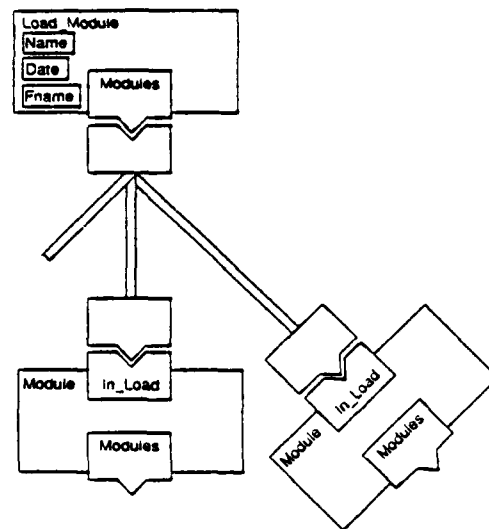 Load_Module
Name
Date
Fname
Modules
Module
In_Load
Modules
In_Load
Module
Modules